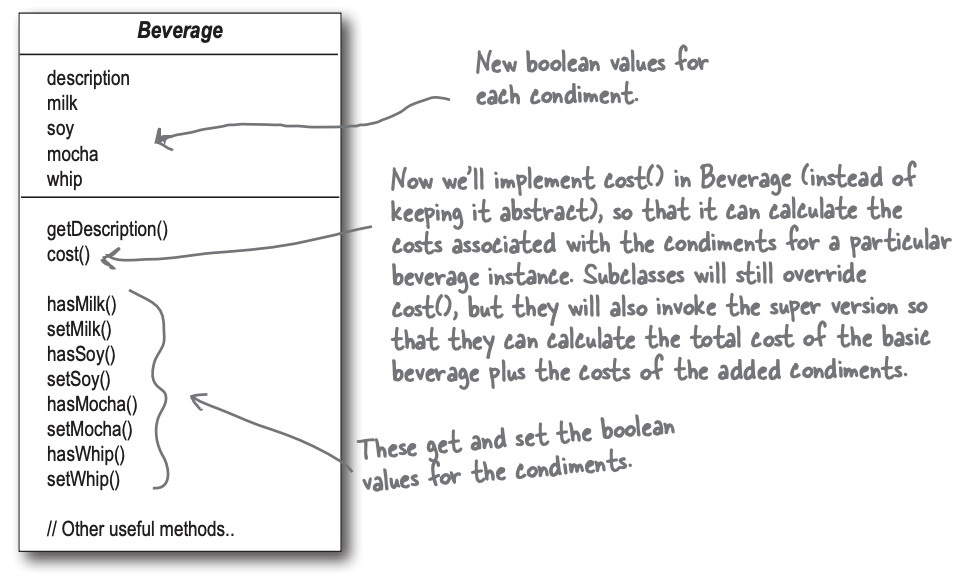 Beverage
description
milk
soy
mocha
whip
getDescription()
cost()
hasMilk()
setMilk()
hasSoy()
setSoy()
hasMocha()
setMocha()
hasWhip()
setWhip()
// Other useful methods..
New boolean values for
each condiment.
Now we'll implement cost() in Beverage (instead of
keeping it abstract), so that it can calculate the
costs associated with the condiments for a particular
beverage instance. Subclasses will still override
cost(), but they will also invoke the super version so
that they can calculate the total cost of the basic
beverage plus the costs of the added condiments.
These get and set the boolean
values for the condiments.